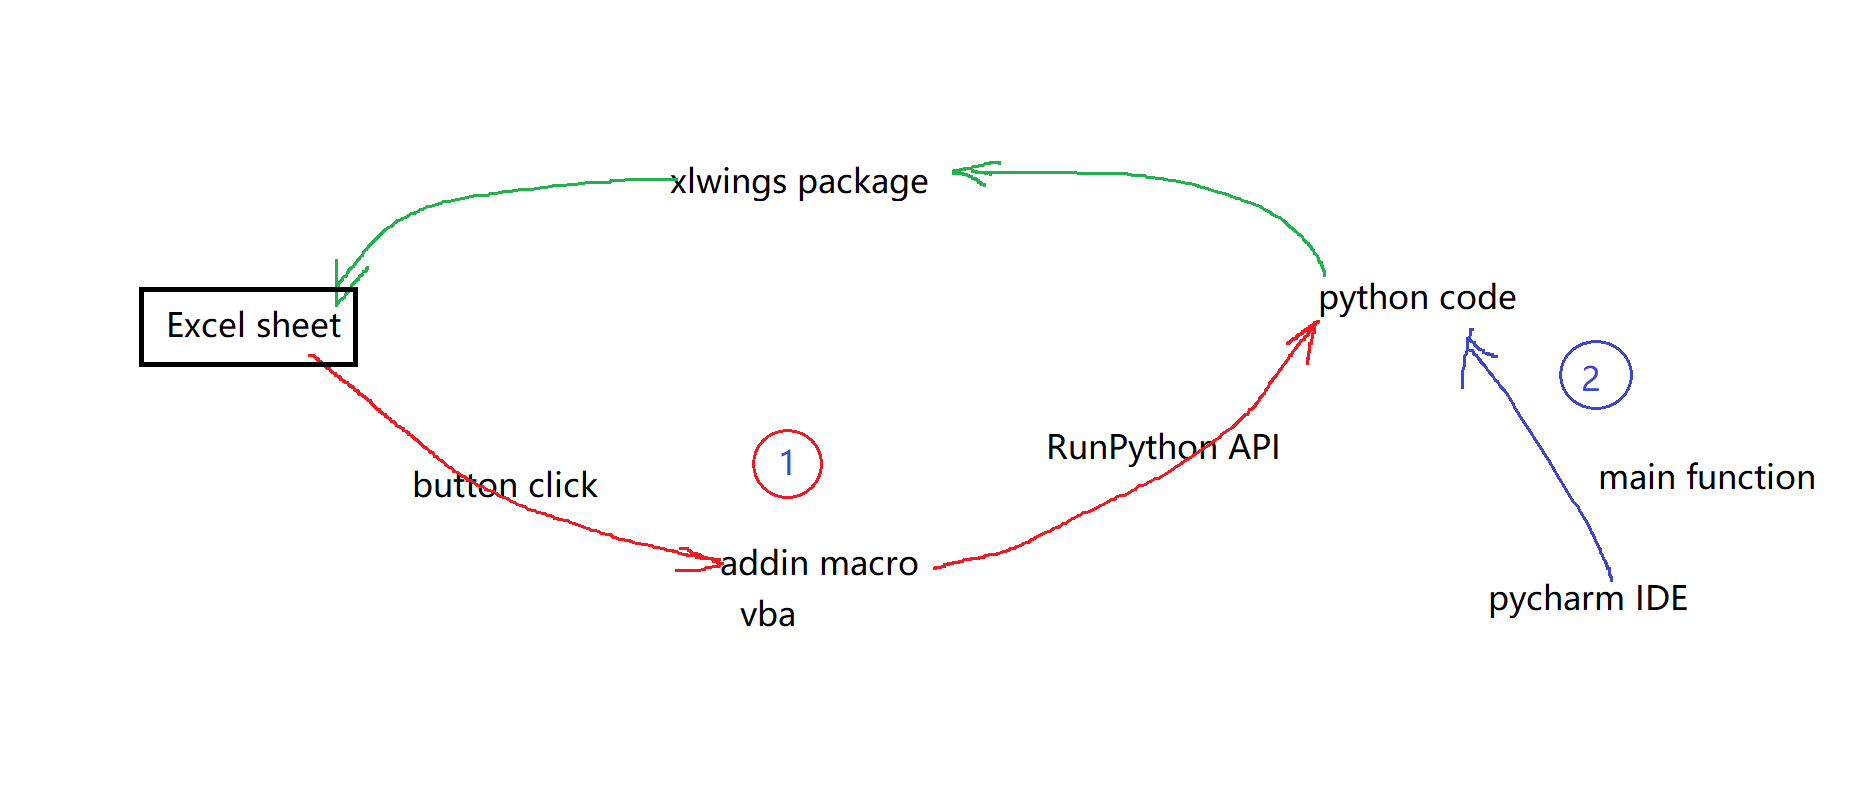 xlwings package
python code
Excel sheet
2
RunPython API
1
main function
button click
addin macro
vba
pycharm IDE